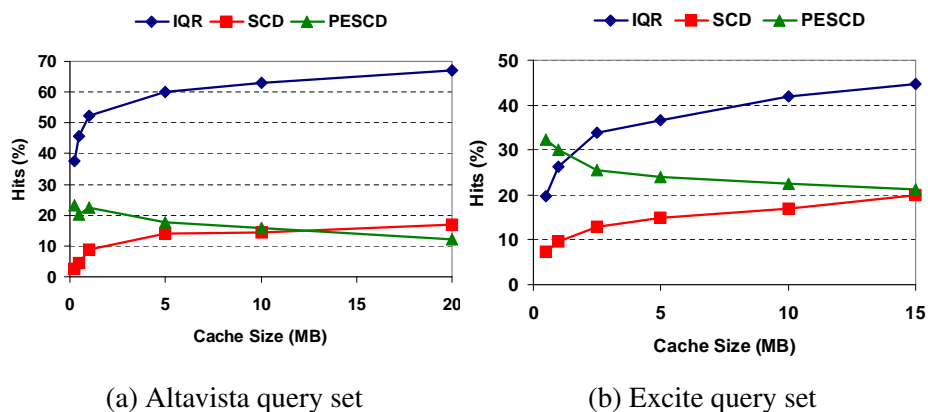 IQR SCD PESCD
70
60
50
40
30
20
10
0
Hits (%)
0 5 10 15 20
Cache Size (MB)
(a) Altavista query set
IQR SCD PESCD
50
40
30
20
10
0
Hits (%)
0 5 10 15
Cache Size (MB)
(b) Excite query set